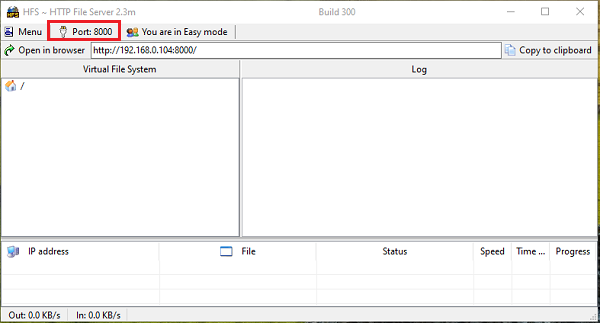 HFS ~ HTTP File Server 2.3m Build 300
Menu Port: 8000 You are in Easy mode
Open in browser http://192.168.0.104:8000/ Copy to clipboard
Virtual File System Log
/
IP address File Status Speed Time ... Progress
Out: 0.0 KB/s In: 0.0 KB/s